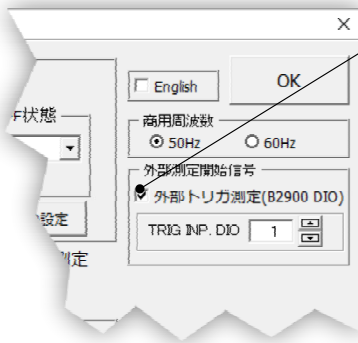 English
OK
状態
商用周波数
50Hz
60Hz
外部測定開始信号
外部トリガ測定(B2900 DIO)
設定
TRIG INP. DIO
1
測定